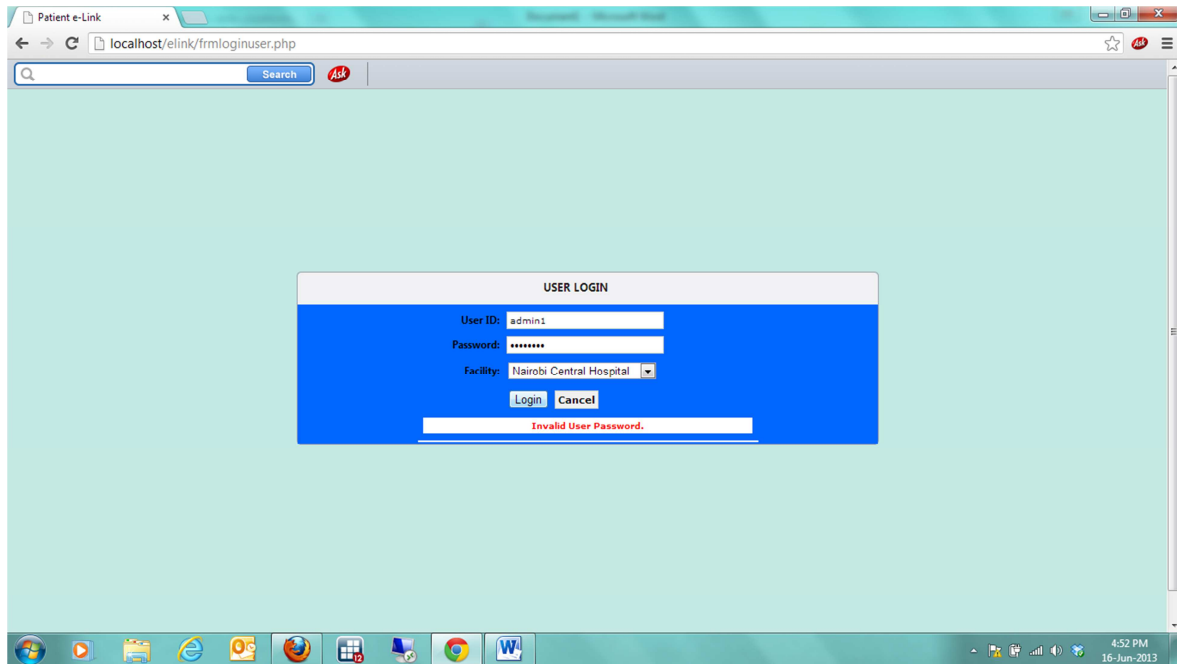 Patient e-Link
localhost/elink/frmloginuser.php
Search Ask
USER LOGIN
User ID: admin1
Password: ••••••••
Facility: Nairobi Central Hospital
Login Cancel
Invalid User Password.
4:52 PM
16-Jun-2013